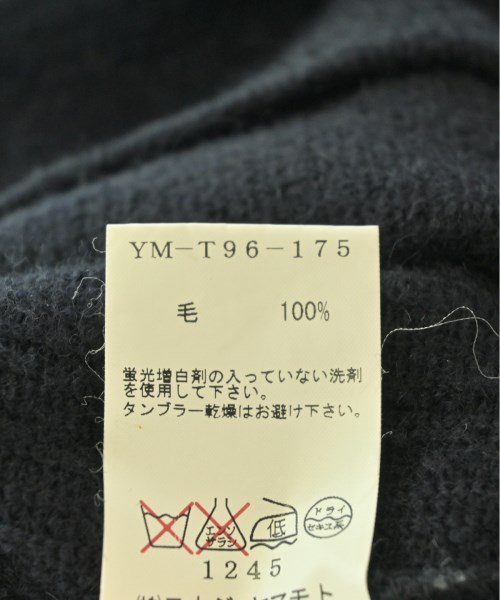 YM-T96-175
毛 100%
蛍光増白剤の入っていない洗剤
を使用して下さい。
タンブラー乾燥はお避け下さい。
エンソ サラシ 低 ドライ セキユ系
1245